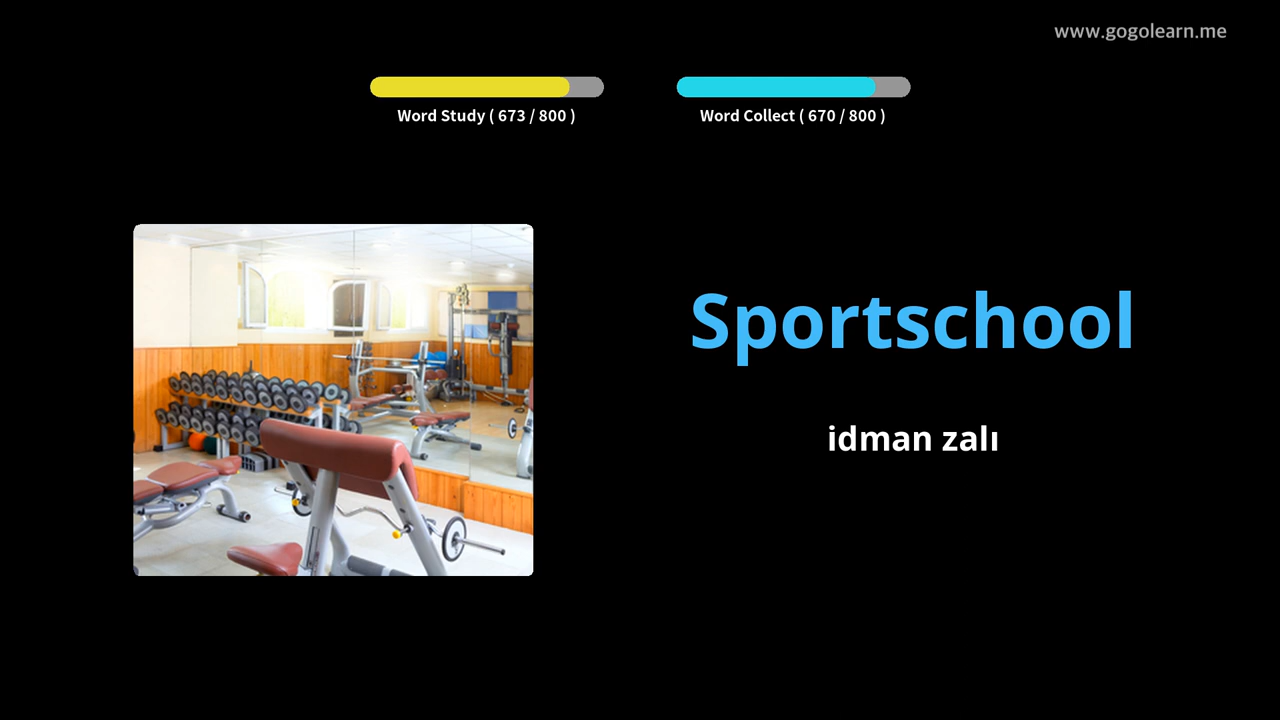 www.gogolearn.me
Word Study ( 673 / 800 )
Word Collect ( 670 / 800 )
Sportschool
idman zalı